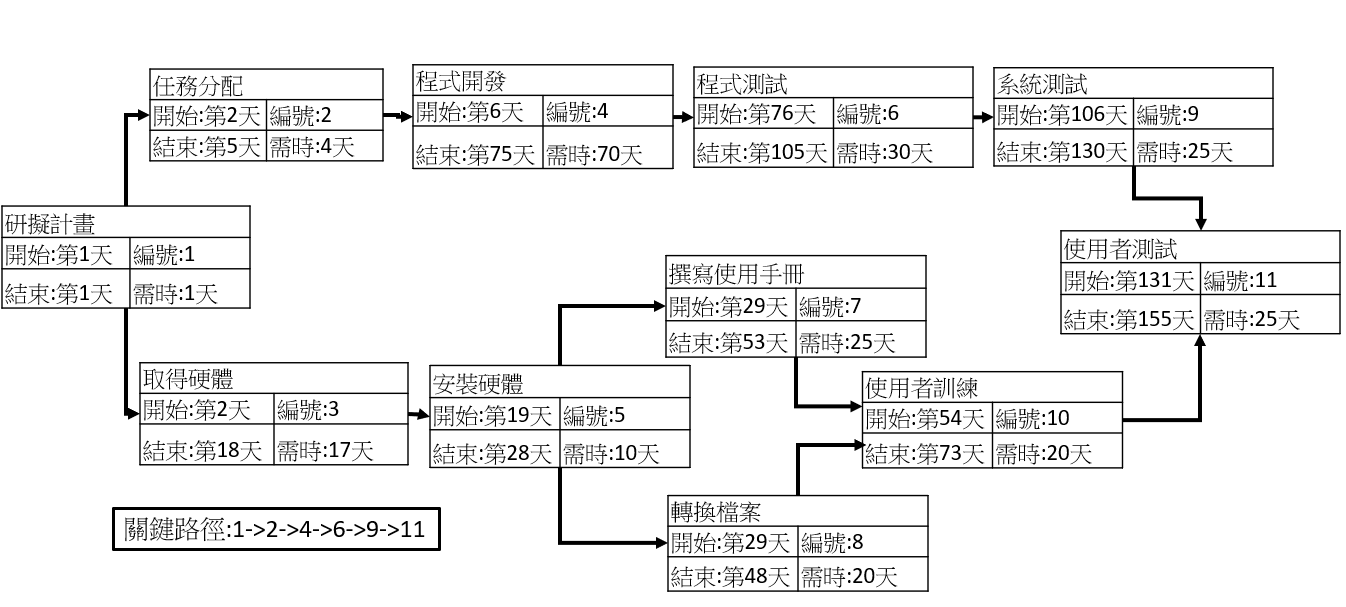 任務分配
開始:第2天 編號:2
結束:第5天 需時:4天
程式開發
開始:第6天 編號:4
結束:第75天 需時:70天
程式測試
開始:第76天 編號:6
結束:第105天 需時:30天
系統測試
開始:第106天 編號:9
結束:第130天 需時:25天
研擬計畫
開始:第1天 編號:1
結束:第1天 需時:1天
使用者測試
開始:第131天 編號:11
結束:第155天 需時:25天
撰寫使用手冊
開始:第29天 編號:7
結束:第53天 需時:25天
取得硬體
開始:第2天 編號:3
結束:第18天 需時:17天
安裝硬體
開始:第19天 編號:5
結束:第28天 需時:10天
使用者訓練
開始:第54天 編號:10
結束:第73天 需時:20天
轉換檔案
開始:第29天 編號:8
結束:第48天 需時:20天
關鍵路徑:1->2->4->6->9->11